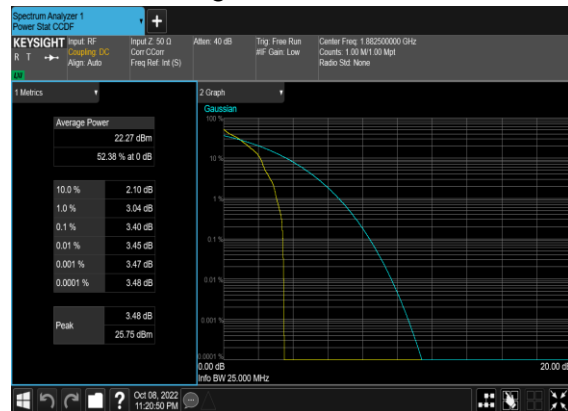 Spectrum Analyzer 1
Power Stat CCDF
+
KEYSIGHT
R T
LXI
Input: RF
Coupling: DC
Align: Auto
Input Z: 50 Ω
Corr CCorr
Freq Ref: Int (S)
Atten: 40 dB
Trig: Free Run
#IF Gain: Low
Center Freq: 1.882500000 GHz
Counts: 1.00 M/1.00 Mpt
Radio Std: None
1 Metrics
Average Power
22.27 dBm
52.38 % at 0 dB
10.0 % 2.10 dB
1.0 % 3.04 dB
0.1 % 3.40 dB
0.01 % 3.45 dB
0.001 % 3.47 dB
0.0001 % 3.48 dB
Peak
3.48 dB
25.75 dBm
2 Graph
Gaussian
100 %
10 %
1 %
0.1 %
0.01 %
0.001 %
0.0001 %
0.00 dB
20.00 dB
Info BW 25.000 MHz
?
Oct 08, 2022
11:20:50 PM